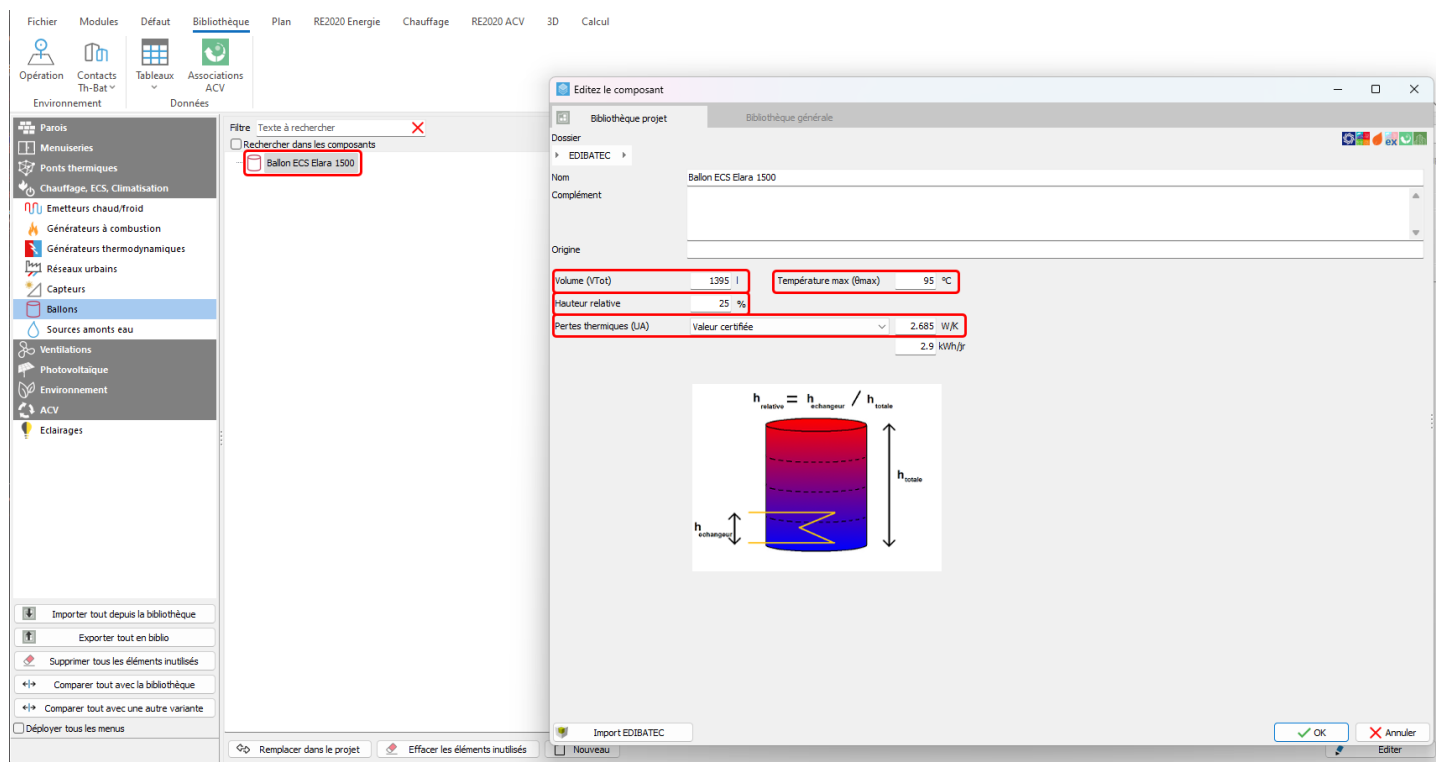 Fichier Modules Défaut Bibliothèque Plan RE2020 Energie Chauffage RE2020 ACV 3D Calcul
Opération
Contacts
Th-Bat
Tableaux
Associations
ACV
Environnement
Données
Parois
Menuiseries
Ponts thermiques
Chauffage, ECS, Climatisation
Emetteurs chaud/froid
Générateurs à combustion
Générateurs thermodynamiques
Réseaux urbains
Capteurs
Ballons
Sources amonts eau
Ventilations
Photovoltaïque
Environnement
ACV
Eclairages
Importer tout depuis la bibliothèque
Exporter tout en biblio
Supprimer tous les éléments inutilisés
Comparer tout avec la bibliothèque
Comparer tout avec une autre variante
Déployer tous les menus
Filtre Texte à rechercher
Rechercher dans les composants
Ballon ECS Elara 1500
Remplacer dans le projet
Effacer les éléments inutilisés
Nouveau
Editer
Editez le composant
Bibliothèque projet
Bibliothèque générale
Dossier
EDIBATEC
ex
Nom Ballon ECS Elara 1500
Complément
Origine
Volume (VTot) 1395 l Température max (θmax) 95 °C
Hauteur relative 25 %
Pertes thermiques (UA) Valeur certifiée 2.685 W/K
2.9 kWh/jr
h relative = h echangeur / h totale
h totale
h echangeur
Import EDIBATEC
OK
Annuler